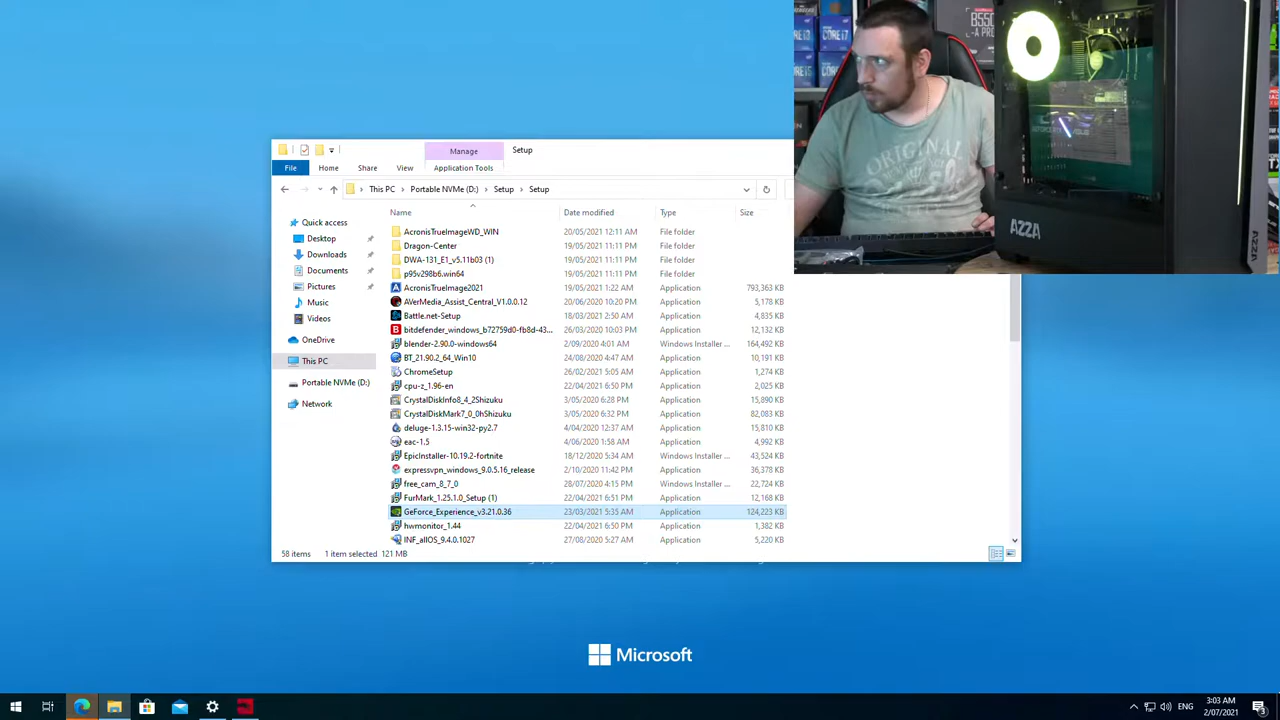 B550
-A PRO
CORE i7
AZZA
AZZA
Manage
Setup
File
Home
Share
View
Application Tools
This PC
Portable NVMe (D:)
Setup
Setup
Name
Date modified
Type
Size
Quick access
Desktop
Downloads
Documents
Pictures
Music
Videos
OneDrive
This PC
Portable NVMe (D:)
Network
AcronisTrueImageWD_WIN 20/05/2021 12:11 AM File folder
Dragon-Center 19/05/2021 11:11 PM File folder
DWA-131_E1_v5.11b03 (1) 19/05/2021 11:11 PM File folder
p95v298b6.win64 19/05/2021 11:11 PM File folder
AcronisTrueImage2021 19/05/2021 1:22 AM Application 793,363 KB
AVerMedia_Assist_Central_V1.0.0.12 20/06/2020 10:20 PM Application 5,178 KB
Battle.net-Setup 18/03/2021 2:50 AM Application 4,835 KB
bitdefender_windows_b72759d0-fb8d-43... 26/03/2020 10:03 PM Application 12,132 KB
blender-2.90.0-windows64 2/09/2020 4:01 AM Windows Installer ... 164,492 KB
BT_21.90.2_64_Win10 24/08/2020 4:47 AM Application 10,191 KB
ChromeSetup 26/02/2021 5:05 AM Application 1,274 KB
cpu-z_1.96-en 22/04/2021 6:50 PM Application 2,025 KB
CrystalDiskInfo8_4_2Shizuku 3/05/2020 6:28 PM Application 15,890 KB
CrystalDiskMark7_0_0hShizuku 3/05/2020 6:32 PM Application 82,083 KB
deluge-1.3.15-win32-py2.7 4/04/2020 12:37 AM Application 15,810 KB
eac-1.5 4/06/2020 1:58 AM Application 4,992 KB
EpicInstaller-10.19.2-fortnite 18/12/2020 5:34 AM Windows Installer ... 43,524 KB
expressvpn_windows_9.0.5.16_release 2/10/2020 11:42 PM Application 36,378 KB
free_cam_8_7_0 28/07/2020 4:15 PM Windows Installer ... 22,724 KB
FurMark_1.25.1.0_Setup (1) 22/04/2021 6:51 PM Application 12,168 KB
GeForce_Experience_v3.21.0.36 23/03/2021 5:35 AM Application 124,223 KB
hwmonitor_1.44 22/04/2021 6:50 PM Application 1,382 KB
INF_allOS_9.4.0.1027 27/08/2020 5:27 AM Application 5,220 KB
58 items 1 item selected 121 MB
Microsoft
ENG
3:03 AM
2/07/2021
3